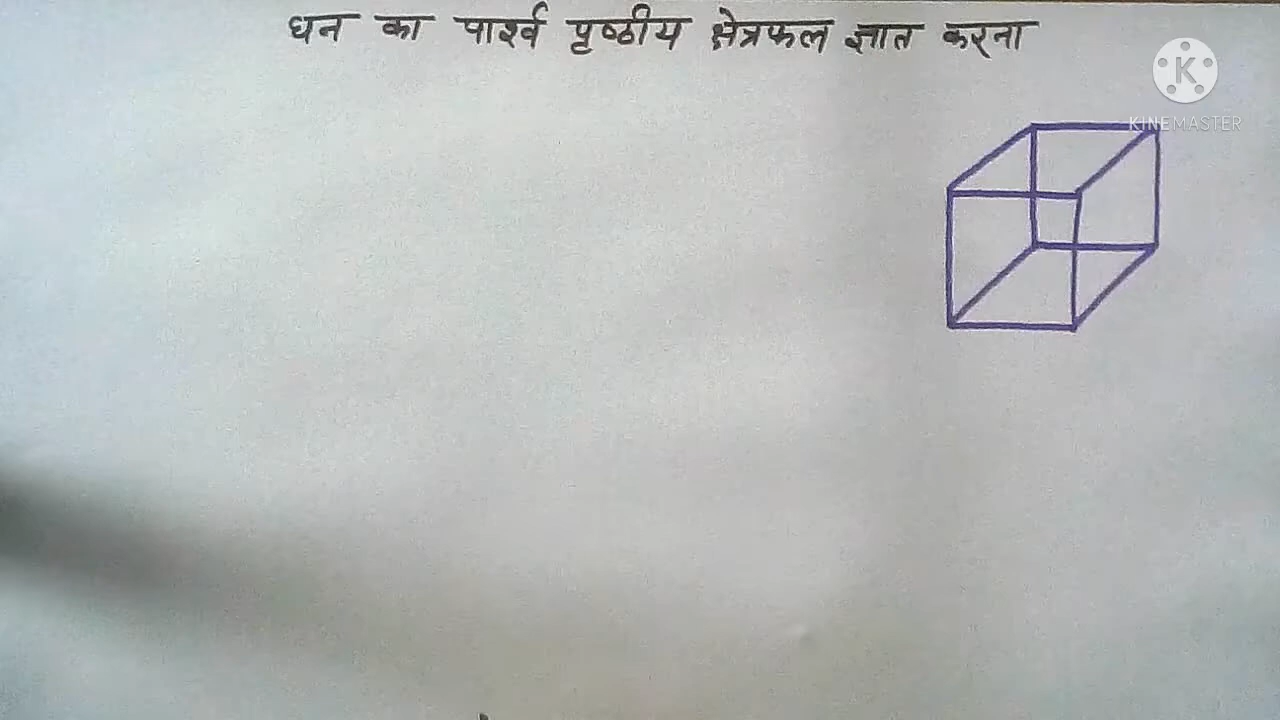 धन का पार्श्व पृष्ठीय क्षेत्रफल ज्ञात करना
K
KINEMASTER